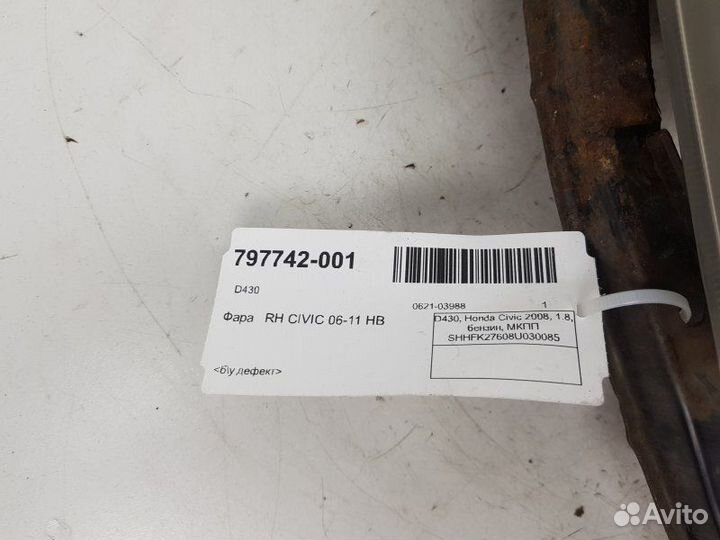 797742-001
D430
0621-03988 1
Фара RH CIVIC 06-11 HB
D430, Honda Civic 2008, 1.8,
бензин, МКПП
SHHFK27608U030085
<б\у дефект>
Avito